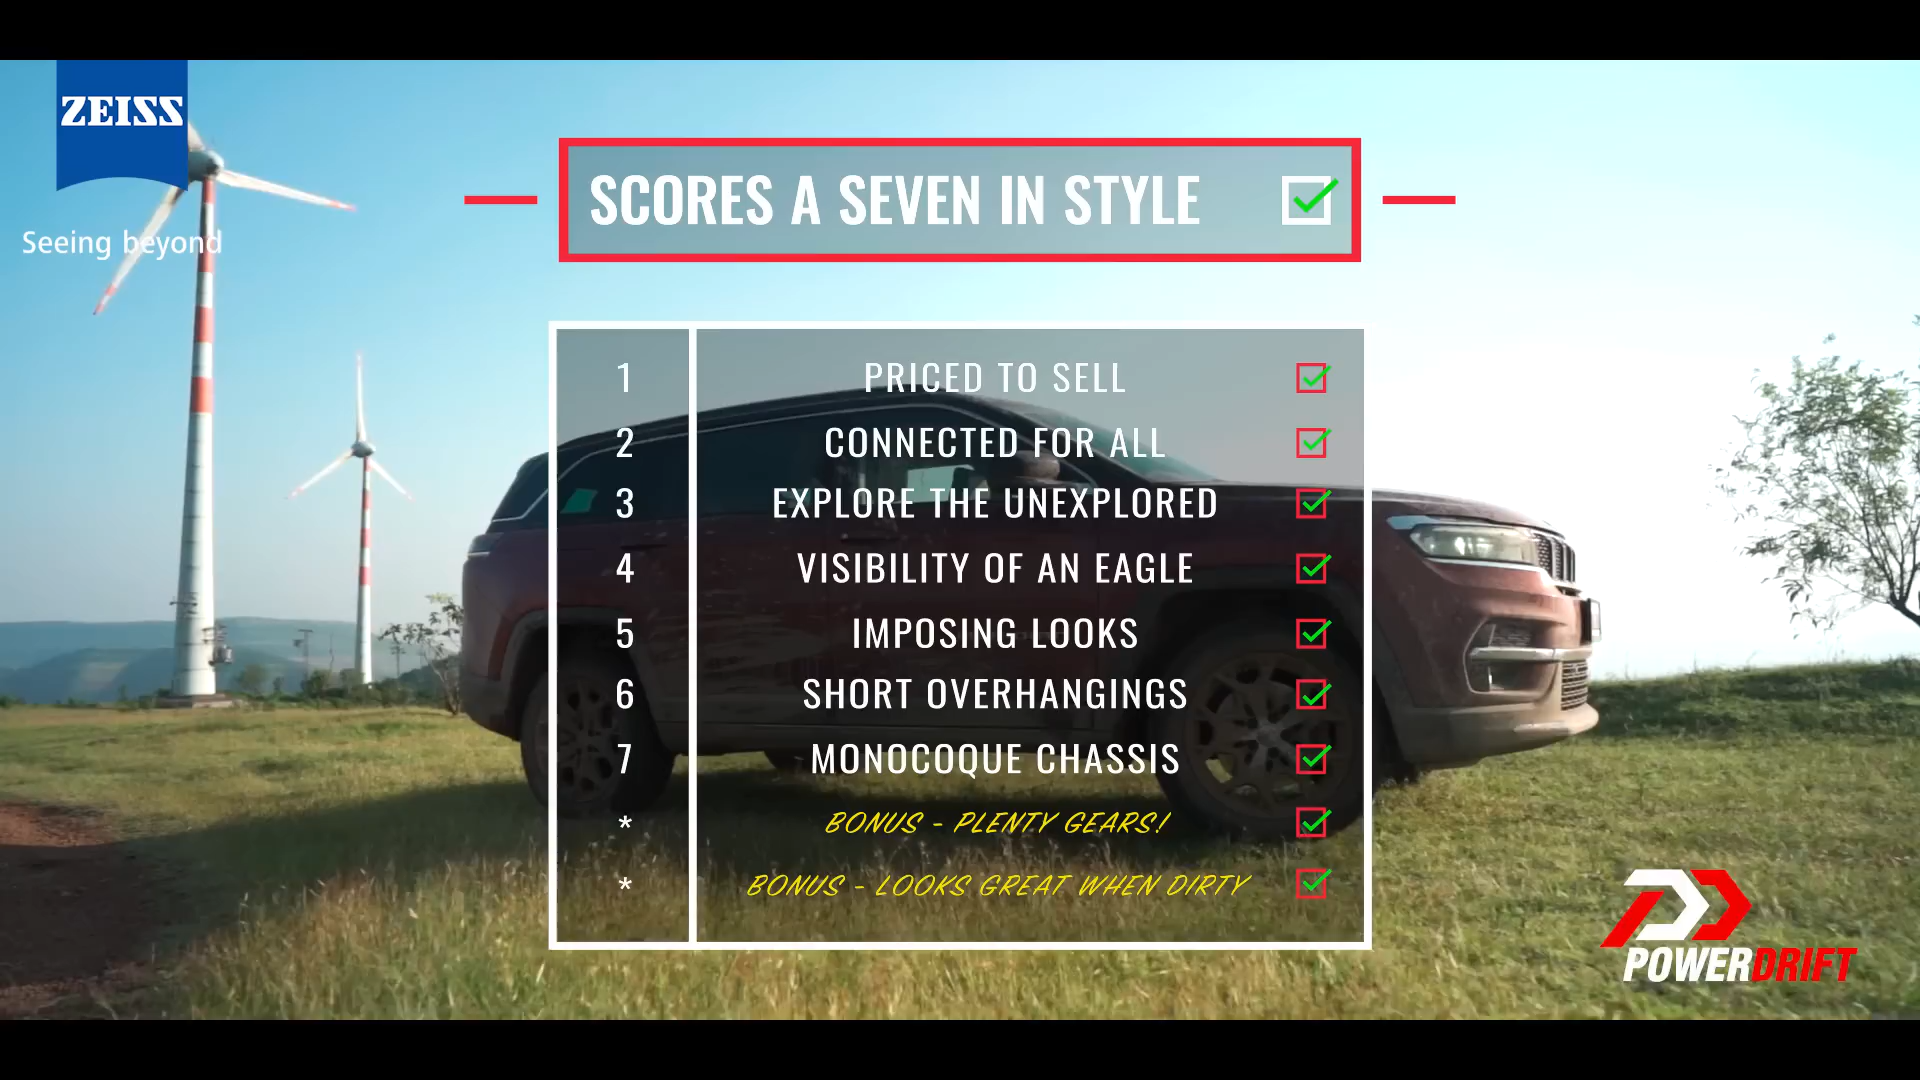 ZEISS
Seeing beyond
SCORES A SEVEN IN STYLE
1 PRICED TO SELL
2 CONNECTED FOR ALL
3 EXPLORE THE UNEXPLORED
4 VISIBILITY OF AN EAGLE
5 IMPOSING LOOKS
6 SHORT OVERHANGINGS
7 MONOCOQUE CHASSIS
* BONUS - PLENTY GEARS!
* BONUS - LOOKS GREAT WHEN DIRTY
POWERDRIFT